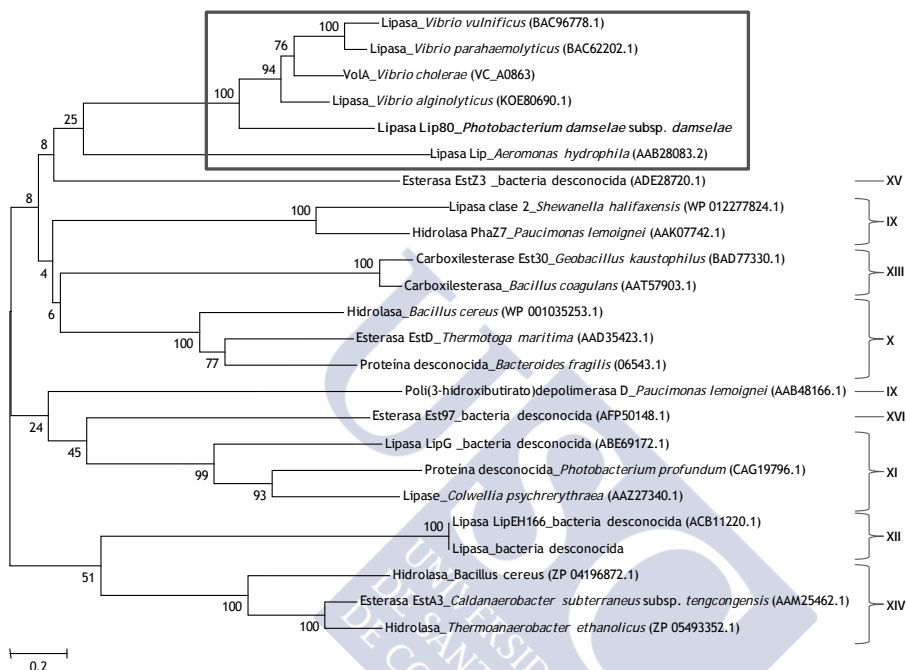 Lipasa_Vibrio vulnificus (BAC96778.1)
100
Lipasa_Vibrio parahaemolyticus (BAC62202.1)
76
VolA_Vibrio cholerae (VC_A0863)
94
Lipasa_Vibrio alginolyticus (KOE80690.1)
100
Lipasa Lip80_Photobacterium damselae subsp. damselae
25
Lipasa Lip_Aeromonas hydrophila (AAB28083.2)
8
Esterasa EstZ3 _bacteria desconocida (ADE28720.1)
XV
8
Lipasa clase 2_Shewanella halifaxensis (WP 012277824.1)
100
IX
Hidrolasa PhaZ7_Paucimonas lemoignei (AAK07742.1)
4
Carboxilesterase Est30_Geobacillus kaustophilus (BAD77330.1)
100
XIII
Carboxilesterasa_Bacillus coagulans (AAT57903.1)
6
Hidrolasa_Bacillus cereus (WP 001035253.1)
100
Esterasa EstD_Thermotoga maritima (AAD35423.1)
X
77
Proteína desconocida_Bacteroides fragilis (06543.1)
Poli(3-hidroxibutirato)depolimerasa D_Paucimonas lemoignei (AAB48166.1)
IX
24
Esterasa Est97_bacteria desconocida (AFP50148.1)
XVI
45
Lipasa LipG _bacteria desconocida (ABE69172.1)
99
Proteína desconocida_Photobacterium profundum (CAG19796.1)
XI
93
Lipase_Colwellia psychrerythraea (AAZ27340.1)
100
Lipasa LipEH166_bacteria desconocida (ACB11220.1)
XII
Lipasa_bacteria desconocida
51
Hidrolasa_Bacillus cereus (ZP 04196872.1)
100
Esterasa EstA3_Caldanaerobacter subterraneus subsp. tengcongensis (AAM25462.1)
XIV
100
Hidrolasa_Thermoanaerobacter ethanolicus (ZP 05493352.1)
0.2
USC